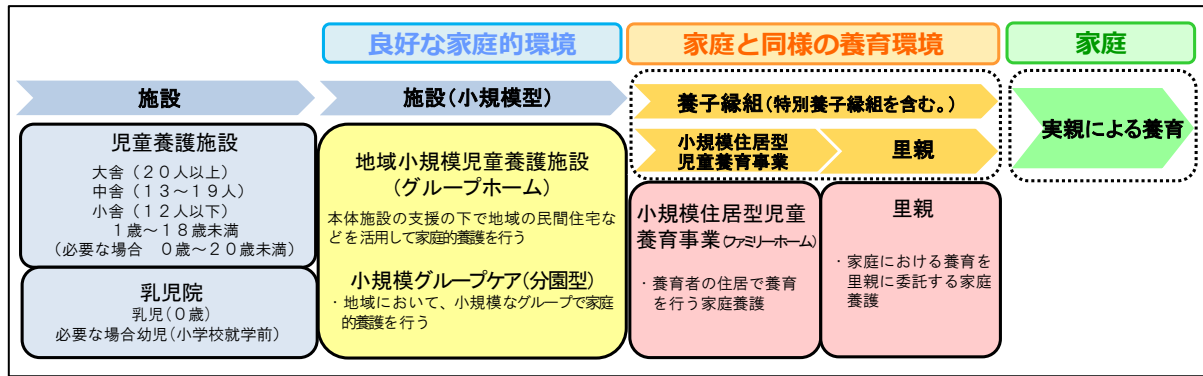 良好な家庭的環境
家庭と同様の養育環境
家庭
施設
施設(小規模型)
養子縁組(特別養子縁組を含む。)
小規模住居型
児童養育事業
里親
実親による養育
児童養護施設
大舎(20人以上)
中舎(13~19人)
小舎(12人以下)
1歳~18歳未満
(必要な場合 0歳~20歳未満)
乳児院
乳児(0歳)
必要な場合幼児(小学校就学前)
地域小規模児童養護施設
(グループホーム)
本体施設の支援の下で地域の民間住宅な
どを活用して家庭的養護を行う
小規模グループケア(分園型)
・地域において、小規模なグループで家庭
的養護を行う
小規模住居型児童
養育事業(ファミリーホーム)
・養育者の住居で養育
を行う家庭養護
里親
・家庭における養育を
里親に委託する家庭
養護